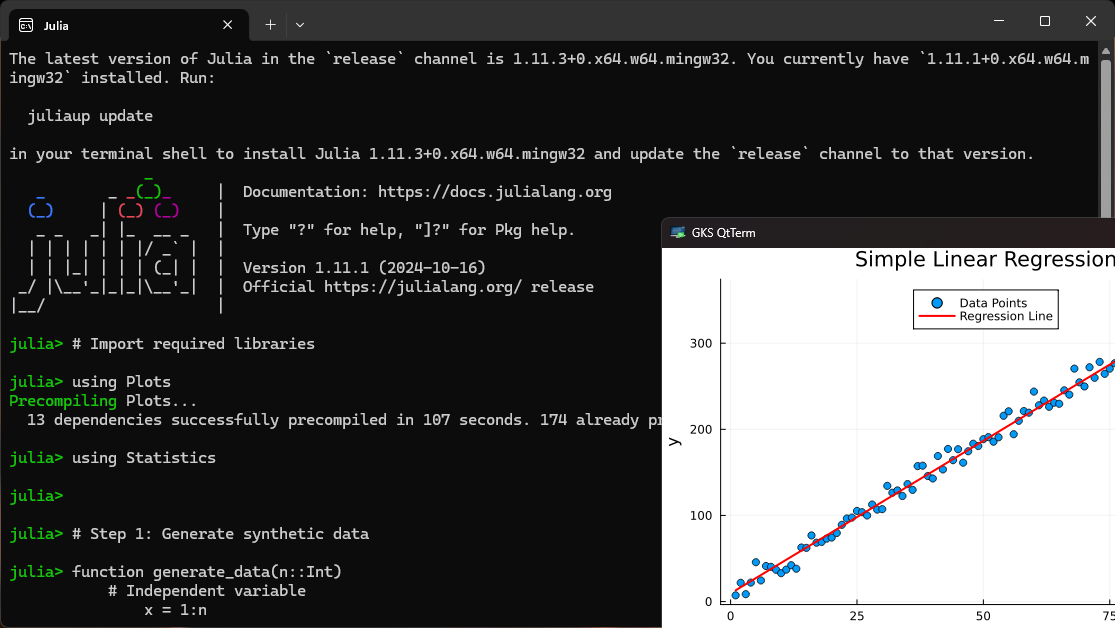 Julia
The latest version of Julia in the `release` channel is 1.11.3+0.x64.w64.mingw32. You currently have `1.11.1+0.x64.w64.m
ingw32` installed. Run:
juliaup update
in your terminal shell to install Julia 1.11.3+0.x64.w64.mingw32 and update the `release` channel to that version.
Documentation: https://docs.julialang.org
Type "?" for help, "]?" for Pkg help.
Version 1.11.1 (2024-10-16)
Official https://julialang.org/ release
julia> # Import required libraries
julia> using Plots
Precompiling Plots...
13 dependencies successfully precompiled in 107 seconds. 174 already
julia> using Statistics
julia>
julia> # Step 1: Generate synthetic data
julia> function generate_data(n::Int)
# Independent variable
x = 1:n
GKS QtTerm
Simple Linear Regression
Data Points
Regression Line
300
200
y
100
0
0 25 50 75